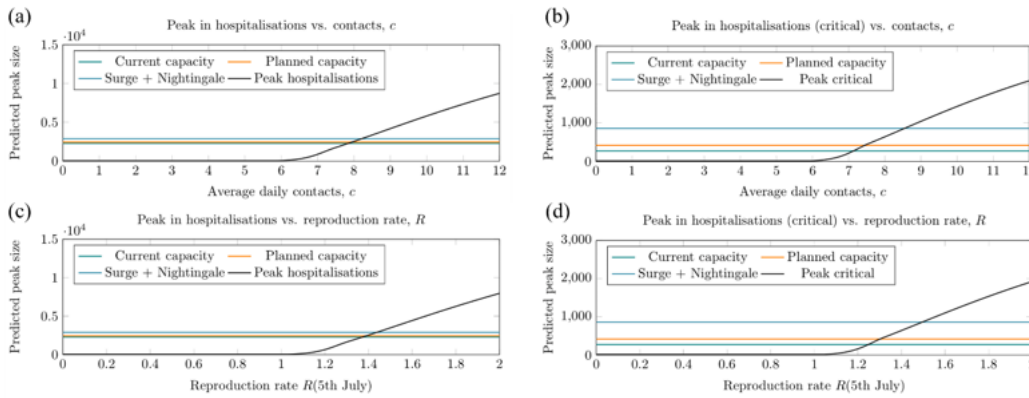 (a)
Peak in hospitalisations vs. contacts, c
·10⁴
1.5
1
0.5
0
Predicted peak size
Current capacity
Planned capacity
Surge + Nightingale
Peak hospitalisations
0 1 2 3 4 5 6 7 8 9 10 11 12
Average daily contacts, c
(b)
Peak in hospitalisations (critical) vs. contacts, c
3,000
2,000
1,000
0
Predicted peak size
Current capacity
Planned capacity
Surge + Nightingale
Peak critical
0 1 2 3 4 5 6 7 8 9 10 11 12
Average daily contacts, c
(c)
Peak in hospitalisations vs. reproduction rate, R
·10⁴
1.5
1
0.5
0
Predicted peak size
Current capacity
Planned capacity
Surge + Nightingale
Peak hospitalisations
0 0.2 0.4 0.6 0.8 1 1.2 1.4 1.6 1.8 2
Reproduction rate R(5th July)
(d)
Peak in hospitalisations (critical) vs. reproduction rate, R
3,000
2,000
1,000
0
Predicted peak size
Current capacity
Planned capacity
Surge + Nightingale
Peak critical
0 0.2 0.4 0.6 0.8 1 1.2 1.4 1.6 1.8
Reproduction rate R(5th July)